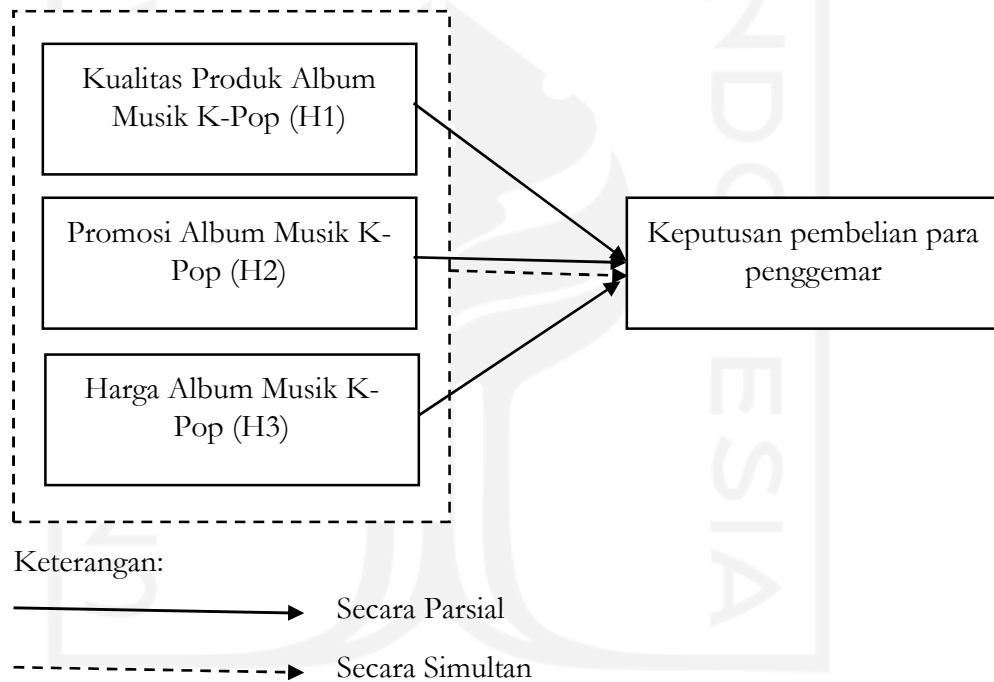 Kualitas Produk Album
Musik K-Pop (H1)
Promosi Album Musik K-
Pop (H2)
Keputusan pembelian para
penggemar
Harga Album Musik K-
Pop (H3)
Keterangan:
Secara Parsial
Secara Simultan